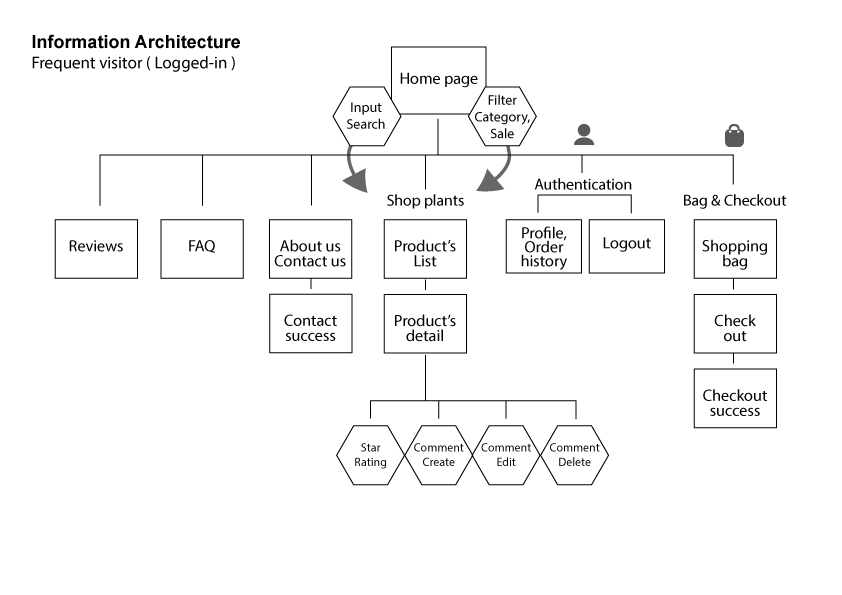 Information Architecture
Frequent visitor ( Logged-in )
Home page
Input
Search
Filter
Category,
Sale
Shop plants
Authentication
Bag & Checkout
Reviews
FAQ
About us
Contact us
Product's
List
Profile,
Order
history
Logout
Shopping
bag
Contact
success
Product's
detail
Check
out
Checkout
success
Star
Rating
Comment
Create
Comment
Edit
Comment
Delete